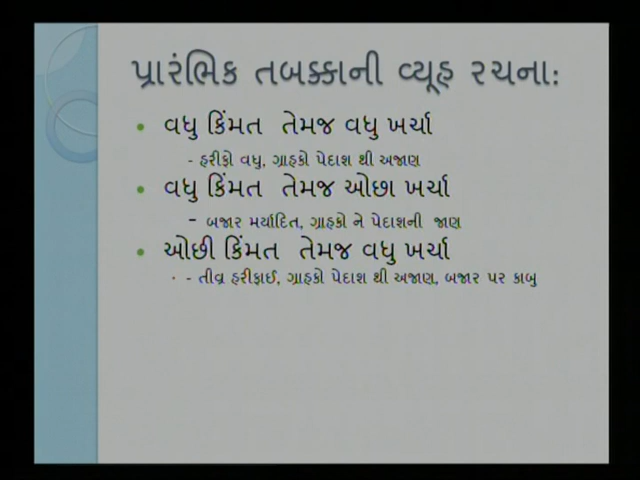 પ્રારંભિક તબક્કાની વ્યૂહ રચના:
• વધુ કિંમત તેમજ વધુ ખર્ચા
- હરીફો વધુ, ગ્રાહકો પેદાશ થી અજાણ
• વધુ કિંમત તેમજ ઓછા ખર્ચા
- બજાર મર્યાદિત, ગ્રાહકો ને પેદાશની જાણ
• ઓછી કિંમત તેમજ વધુ ખર્ચા
· - તીવ્ર હરીફાઈ, ગ્રાહકો પેદાશ થી અજાણ, બજાર પર કાબુ